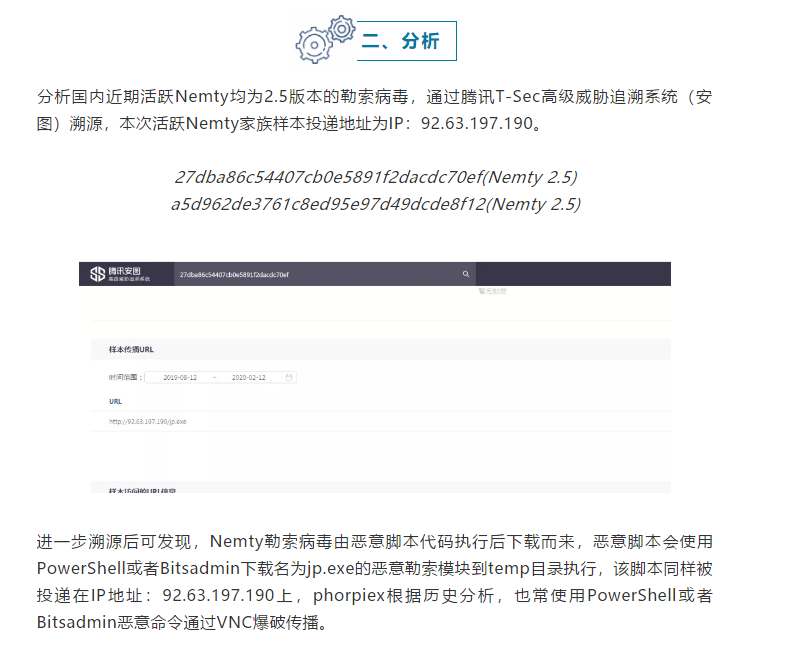 二、分析
分析国内近期活跃Nemty均为2.5版本的勒索病毒，通过腾讯T-Sec高级威胁追溯系统（安
图）溯源，本次活跃Nemty家族样本投递地址为IP：92.63.197.190。
27dba86c54407cb0e5891f2dacdc70ef(Nemty 2.5)
a5d962de3761c8ed95e97d49dcde8f12(Nemty 2.5)
腾讯安图
高级威胁追溯系统
27dba86c54407cb0e5891f2dacdc70ef
暂无数据
样本传播URL
时间范围： 2019-08-12 ~ 2020-02-12
URL
http://92.63.197.190/jp.exe
样本访问的URL信息
进一步溯源后可发现，Nemty勒索病毒由恶意脚本代码执行后下载而来，恶意脚本会使用
PowerShell或者Bitsadmin下载名为jp.exe的恶意勒索模块到temp目录执行，该脚本同样被
投递在IP地址：92.63.197.190上，phorpiex根据历史分析，也常使用PowerShell或者
Bitsadmin恶意命令通过VNC爆破传播。